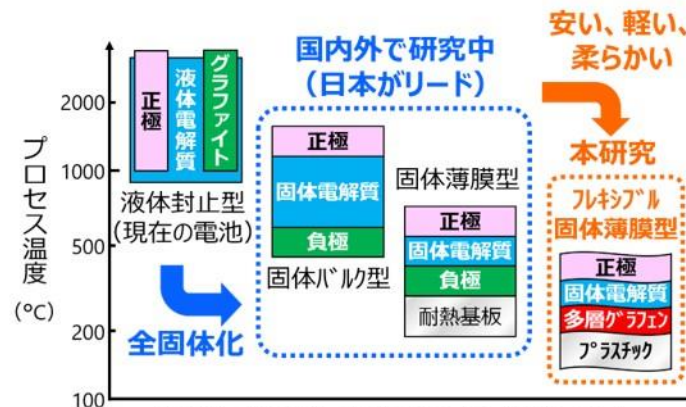 安い、軽い、
柔らかい
国内外で研究中
（日本がリード）
本研究
プロセス温度
(°C)
2000
1000
500
200
100
正極
液体電解質
グラファイト
液体封止型
（現在の電池）
全固体化
正極
固体電解質
負極
固体バルク型
固体薄膜型
正極
固体電解質
負極
耐熱基板
フレキシブル
固体薄膜型
正極
固体電解質
多層グラフェン
プラスチック